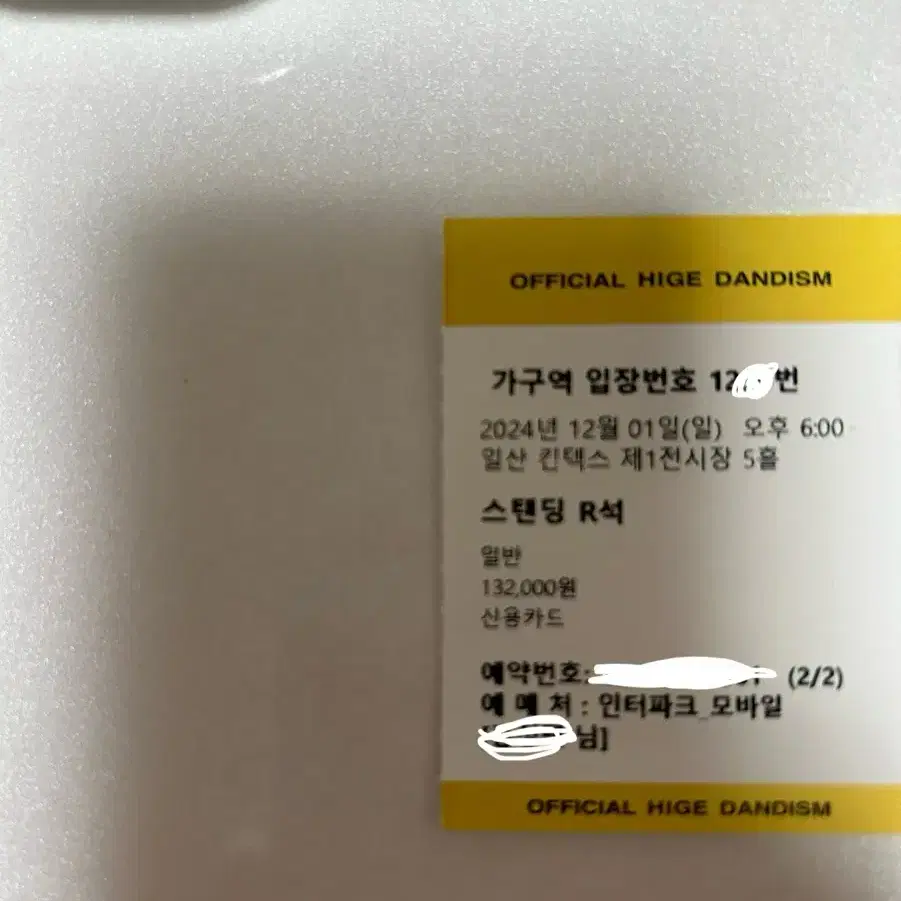 OFFICIAL HIGE DANDISM
가구역 입장번호 12 번
2024년 12월 01일(일) 오후 6:00
일산 킨텍스 제1전시장 5홀
스탠딩 R석
일반
132,000원
신용카드
예약번호: (2/2)
예 매 처 : 인터파크_모바일
님]
OFFICIAL HIGE DANDISM